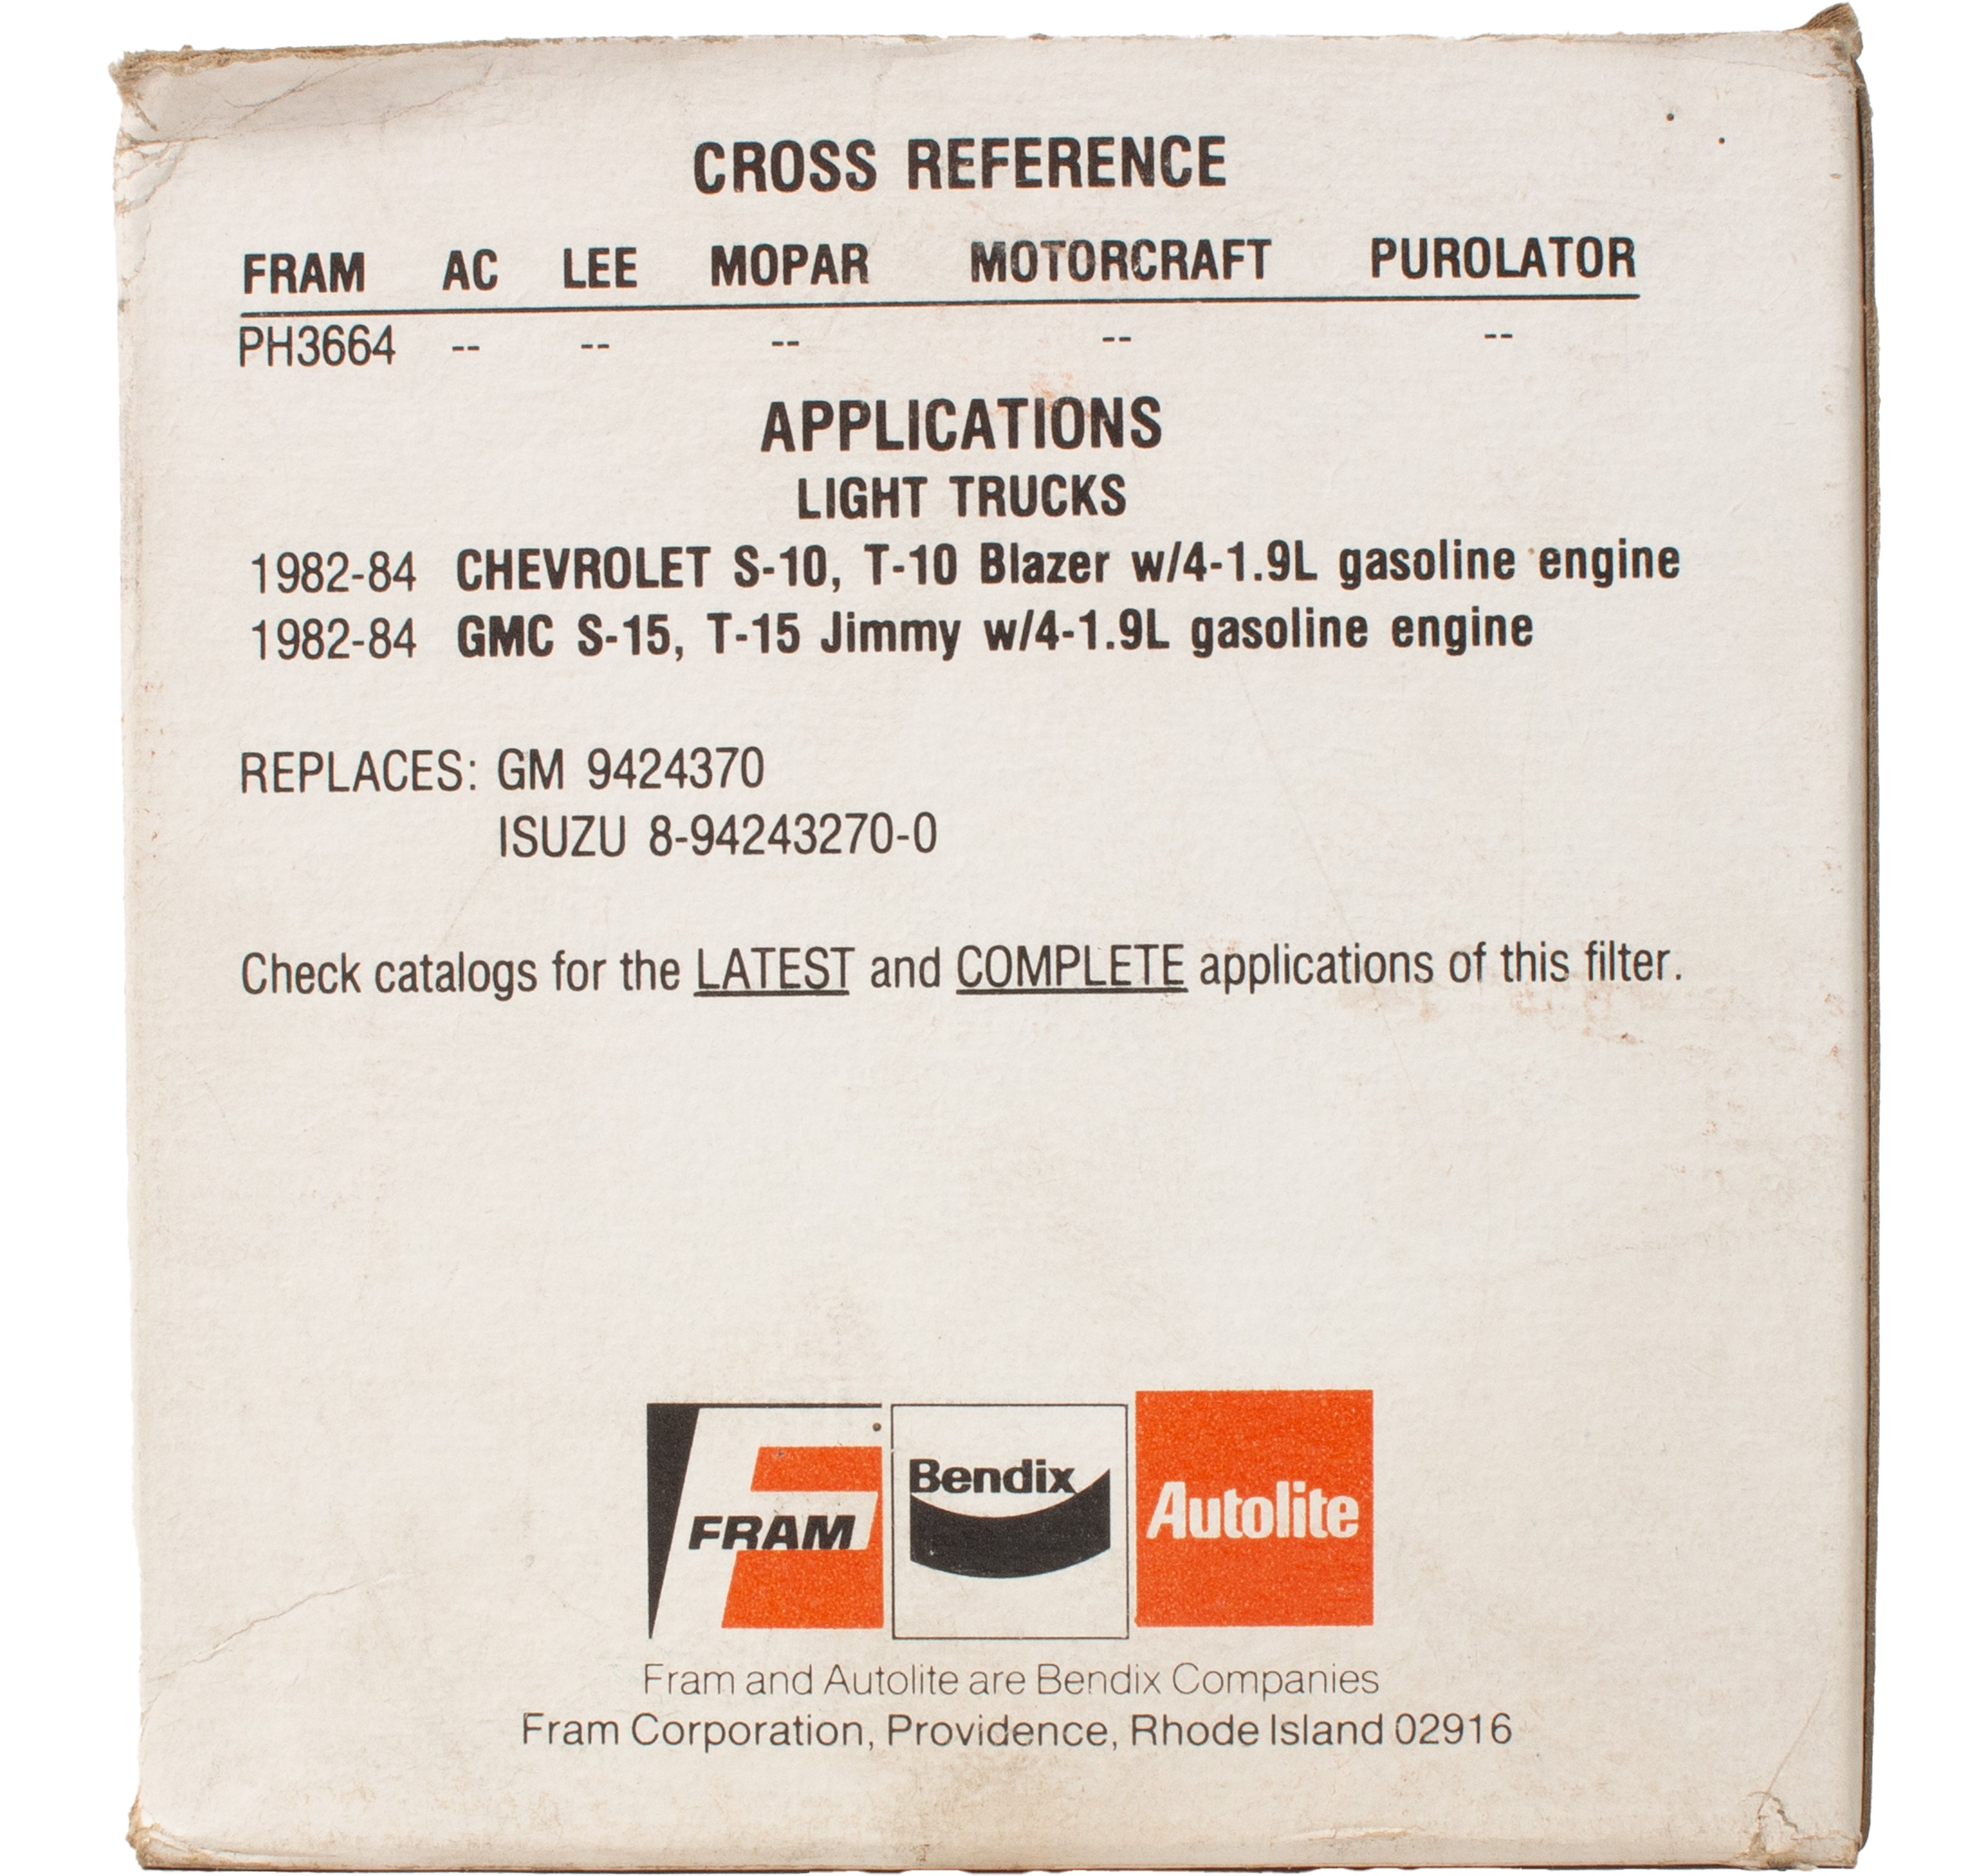 CROSS REFERENCE
FRAM AC LEE MOPAR MOTORCRAFT PUROLATOR
PH3664 -- -- -- -- --
APPLICATIONS
LIGHT TRUCKS
1982-84 CHEVROLET S-10, T-10 Blazer w/4-1.9L gasoline engine
1982-84 GMC S-15, T-15 Jimmy w/4-1.9L gasoline engine
REPLACES: GM 9424370
ISUZU 8-94243270-0
Check catalogs for the LATEST and COMPLETE applications of this filter.
FRAM Bendix Autolite
Fram and Autolite are Bendix Companies
Fram Corporation, Providence, Rhode Island 02916